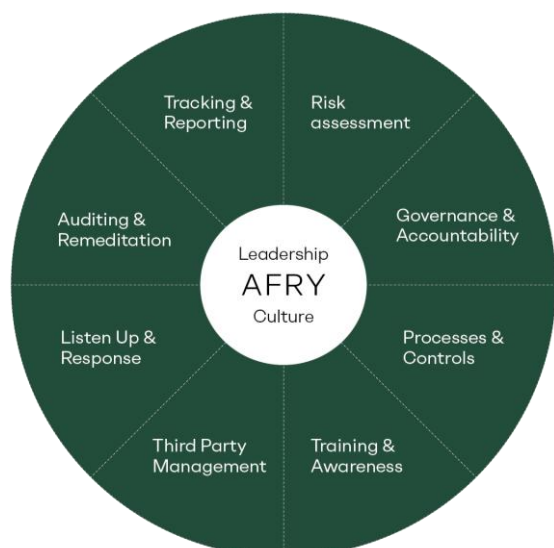 Tracking &
Reporting
Risk
assessment
Governance &
Accountability
Processes &
Controls
Training &
Awareness
Third Party
Management
Listen Up &
Response
Auditing &
Remeditation
Leadership
AFRY
Culture